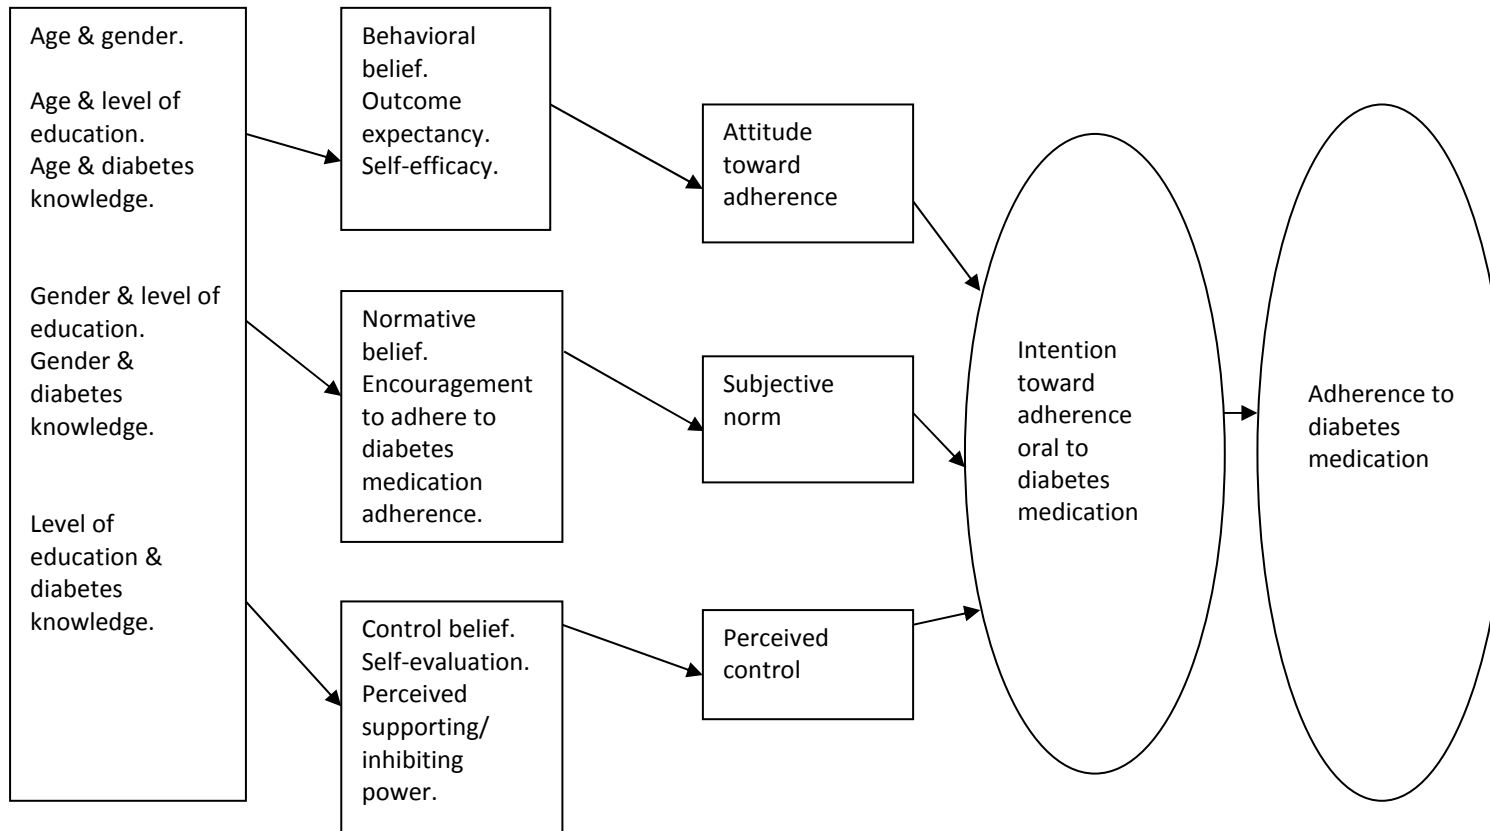 Age & gender.
Age & level of
education.
Age & diabetes
knowledge.
Gender & level of
education.
Gender &
diabetes
knowledge.
Level of
education &
diabetes
knowledge.
Behavioral
belief.
Outcome
expectancy.
Self-efficacy.
Normative
belief.
Encouragement
to adhere to
diabetes
medication
adherence.
Control belief.
Self-evaluation.
Perceived
supporting/
inhibiting
power.
Attitude
toward
adherence
Subjective
norm
Perceived
control
Intention
toward
adherence
oral to
diabetes
medication
Adherence to
diabetes
medication